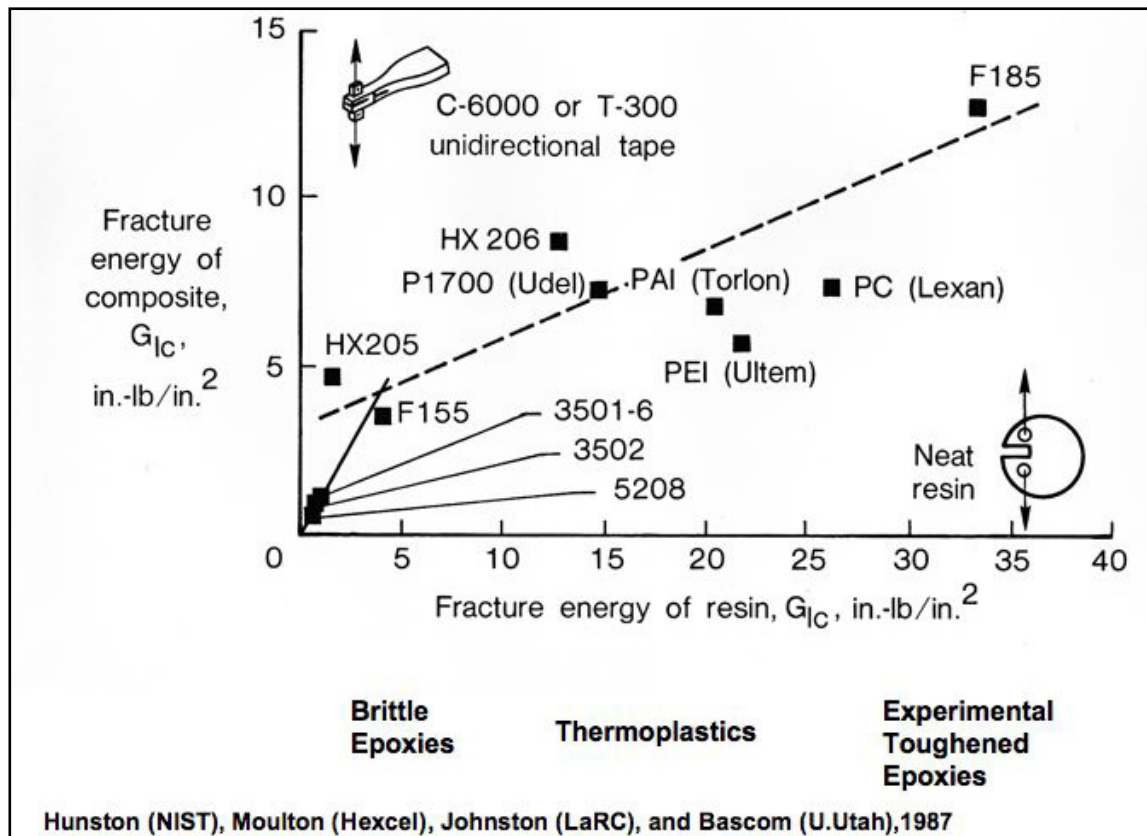 15
10
5
0
Fracture
energy of
composite,
G_Ic,
in.-lb/in.²
C-6000 or T-300
unidirectional tape
F185
HX 206
P1700 (Udel)
PAI (Torlon)
PC (Lexan)
PEI (Ultem)
HX205
F155
3501-6
3502
5208
Neat
resin
5 10 15 20 25 30 35 40
Fracture energy of resin, G_Ic, in.-lb/in.²
Brittle
Epoxies
Thermoplastics
Experimental
Toughened
Epoxies
Hunston (NIST), Moulton (Hexcel), Johnston (LaRC), and Bascom (U.Utah),1987